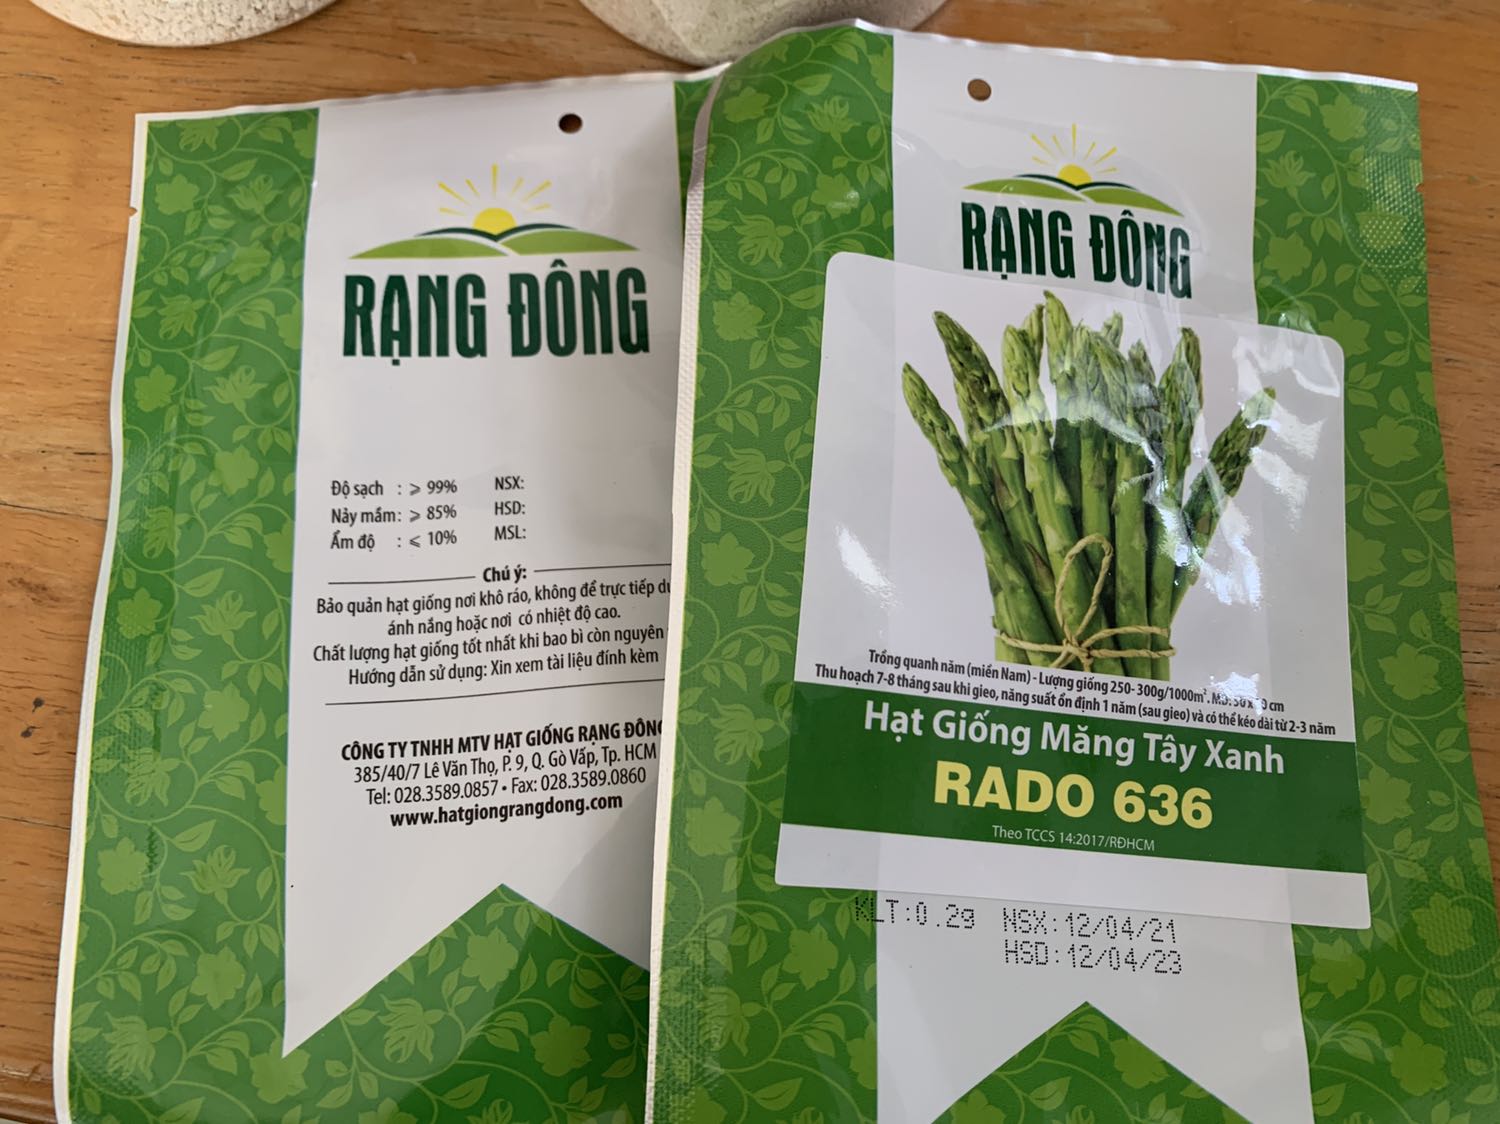 RẠNG ĐÔNG
Độ sạch : ⩾ 99% NSX:
Nảy mầm: ⩾ 85% HSD:
Ẩm độ : ⩽ 10% MSL:
Chú ý:
Bảo quản hạt giống nơi khô ráo, không để trực tiếp
ánh nắng hoặc nơi có nhiệt độ cao.
Chất lượng hạt giống tốt nhất khi bao bì còn nguyên
Hướng dẫn sử dụng: Xin xem tài liệu đính kèm
CÔNG TY TNHH MTV HẠT GIỐNG RẠNG ĐÔNG
385/40/7 Lê Văn Thọ, P. 9, Q. Gò Vấp, Tp. HCM
Tel: 028.3589.0857 • Fax: 028.3589.0860
www.hatgiongrangdong.com
RẠNG ĐÔNG
Trồng quanh năm (miền Nam) - Lượng giống 250- 300g/1000m². cm
Thu hoạch 7-8 tháng sau khi gieo, năng suất ổn định 1 năm (sau gieo) và có thể kéo dài từ 2-3 năm
Hạt Giống Măng Tây Xanh
RADO 636
Theo TCCS 14:2017/RĐHCM
KLT:0.2g NSX:12/04/21
HSD:12/04/23